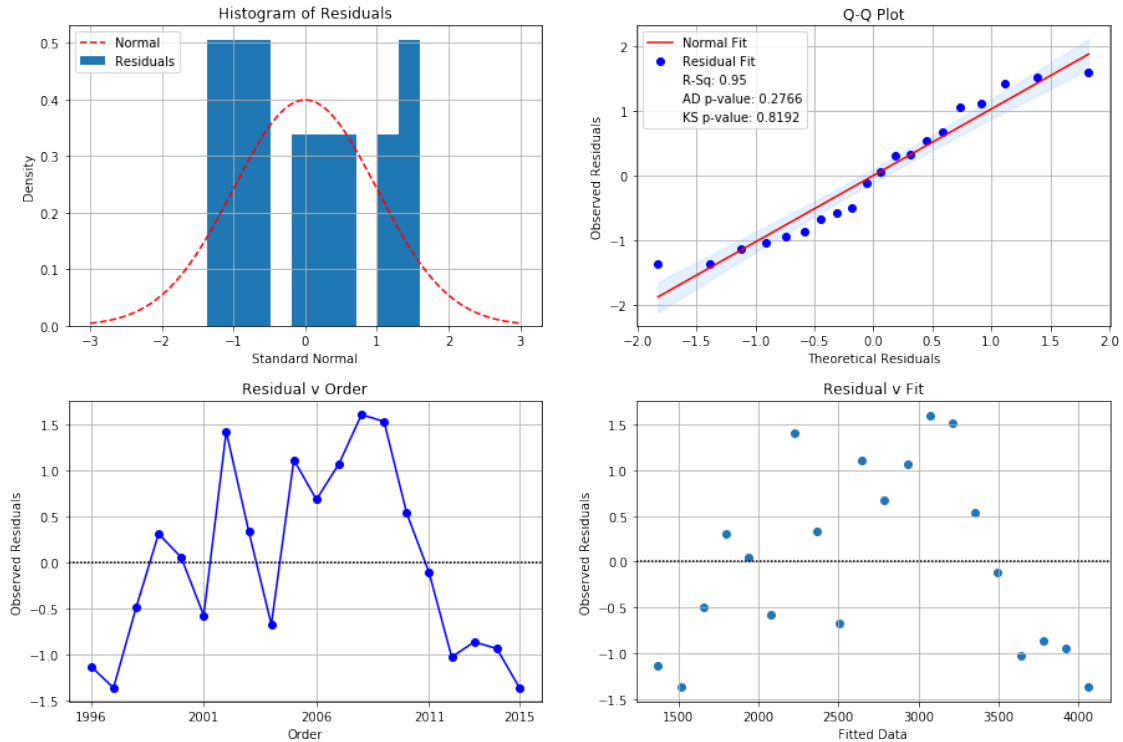 Histogram of Residuals
Normal
Residuals
Density
0.5
0.4
0.3
0.2
0.1
0.0
−3
−2
−1
0
1
2
3
Standard Normal
Q-Q Plot
Normal Fit
Residual Fit
R-Sq: 0.95
AD p-value: 0.2766
KS p-value: 0.8192
Observed Residuals
2
1
0
−1
−2
−2.0
−1.5
−1.0
−0.5
0.0
0.5
1.0
1.5
2.0
Theoretical Residuals
Residual v Order
Observed Residuals
1.5
1.0
0.5
0.0
−0.5
−1.0
−1.5
1996
2001
2006
2011
2015
Order
Residual v Fit
Observed Residuals
1.5
1.0
0.5
0.0
−0.5
−1.0
−1.5
1500
2000
2500
3000
3500
4000
Fitted Data